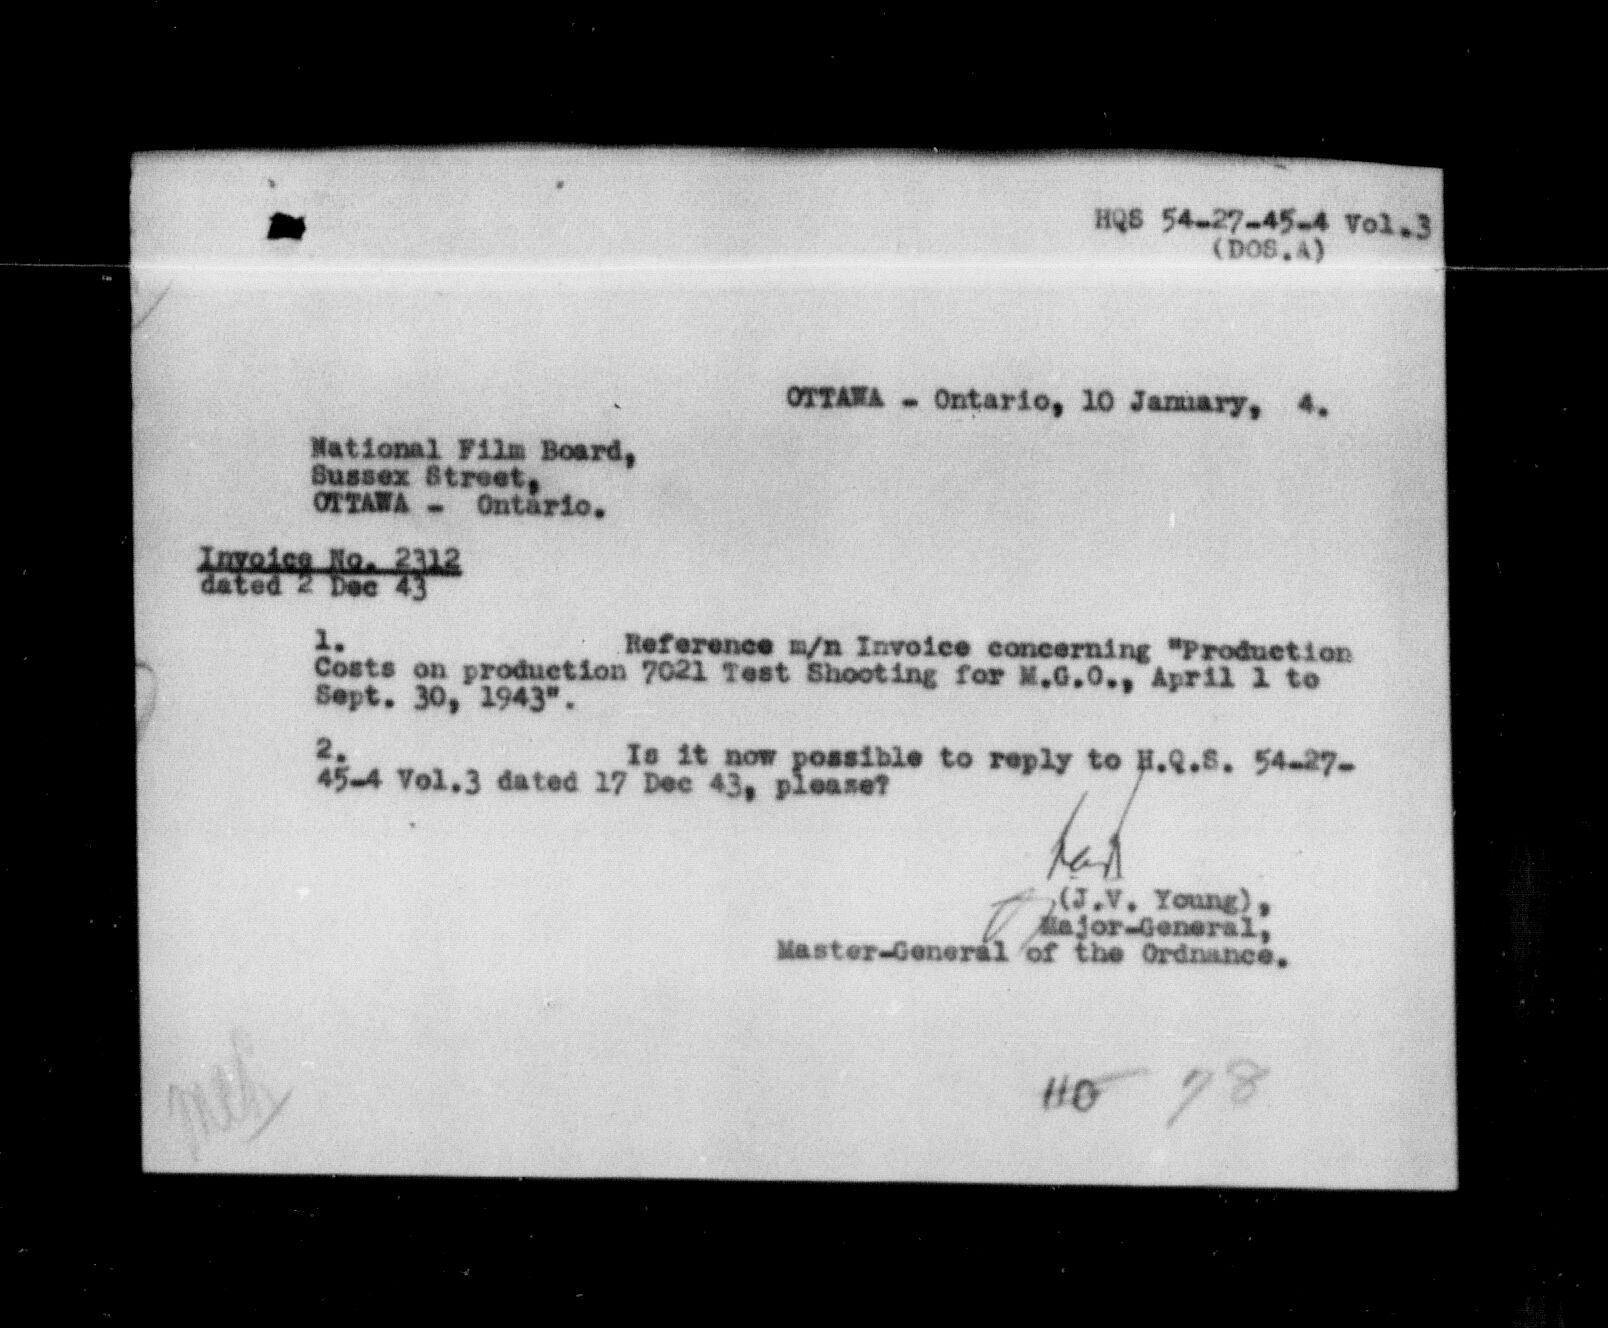 HQS 54-27-45-4 Vol.3
(DOS.A)
OTTAWA - Ontario, 10 January, 4.
National Film Board,
Sussex Street,
OTTAWA - Ontario.
Invoice No. 2312
dated 2 Dec 43
1. Reference m/n Invoice concerning "Production
Costs on production 7021 Test Shooting for M.G.O., April 1 to
Sept. 30, 1943".
2. Is it now possible to reply to H.Q.S. 54-27-
45-4 Vol.3 dated 17 Dec 43, please?
(J.V. Young),
Major-General,
Master-General of the Ordnance.
78